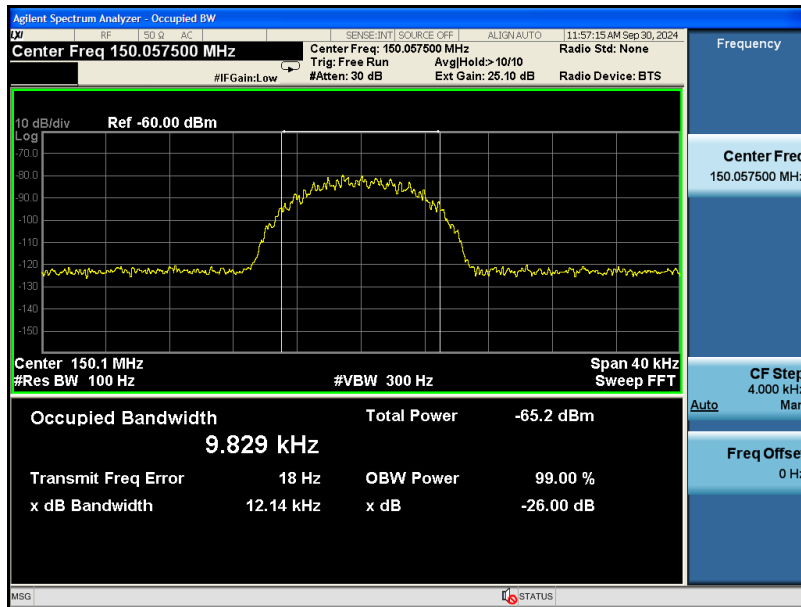 Agilent Spectrum Analyzer - Occupied BW
LXI RF 50 Ω AC SENSE:INT SOURCE OFF ALIGN AUTO 11:57:15 AM Sep 30, 2024
Center Freq 150.057500 MHz
Center Freq: 150.057500 MHz Radio Std: None
Trig: Free Run Avg|Hold:> 10/10
#IFGain:Low #Atten: 30 dB Ext Gain: 25.10 dB Radio Device: BTS
10 dB/div Ref -60.00 dBm
Log
-70.0
-80.0
-90.0
-100
-110
-120
-130
-140
-150
Center 150.1 MHz Span 40 kHz
#Res BW 100 Hz #VBW 300 Hz Sweep FFT
Occupied Bandwidth Total Power -65.2 dBm
9.829 kHz
Transmit Freq Error 18 Hz OBW Power 99.00 %
x dB Bandwidth 12.14 kHz x dB -26.00 dB
MSG STATUS
Frequency
Center Freq
150.057500 MHz
CF Step
4.000 kHz
Auto Man
Freq Offset
0 Hz